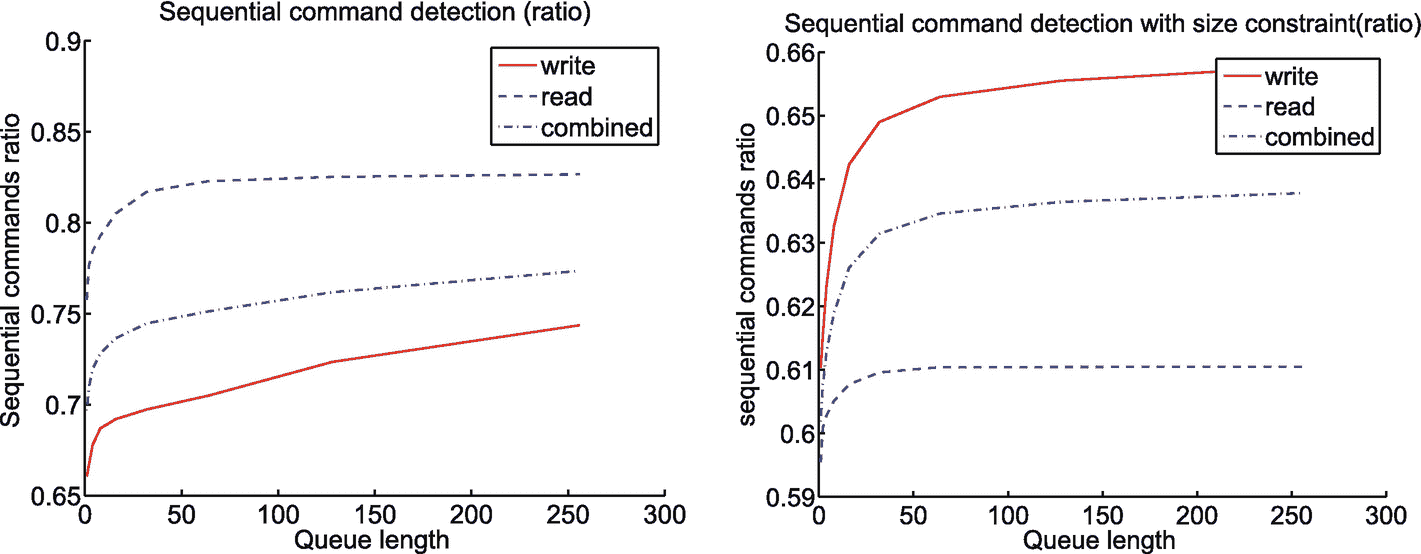 Sequential command detection (ratio)
Sequential commands ratio
0.9
0.85
0.8
0.75
0.7
0.65
0
50
100
150
200
250
300
Queue length
write
read
combined
Sequential command detection with size constraint(ratio)
sequential commands ratio
0.66
0.65
0.64
0.63
0.62
0.61
0.6
0.59
0
50
100
150
200
250
300
Queue length
write
read
combined